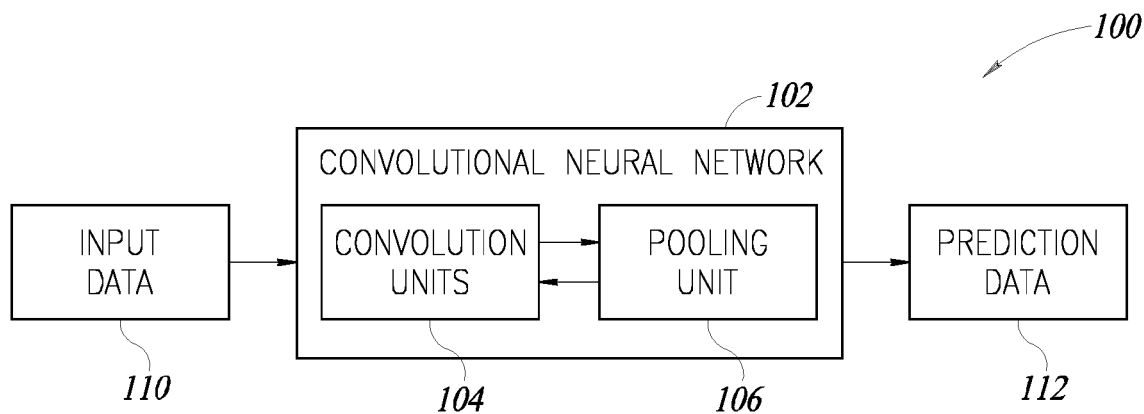 100
102
CONVOLUTIONAL NEURAL NETWORK
INPUT
DATA
CONVOLUTION
UNITS
POOLING
UNIT
PREDICTION
DATA
110
104
106
112